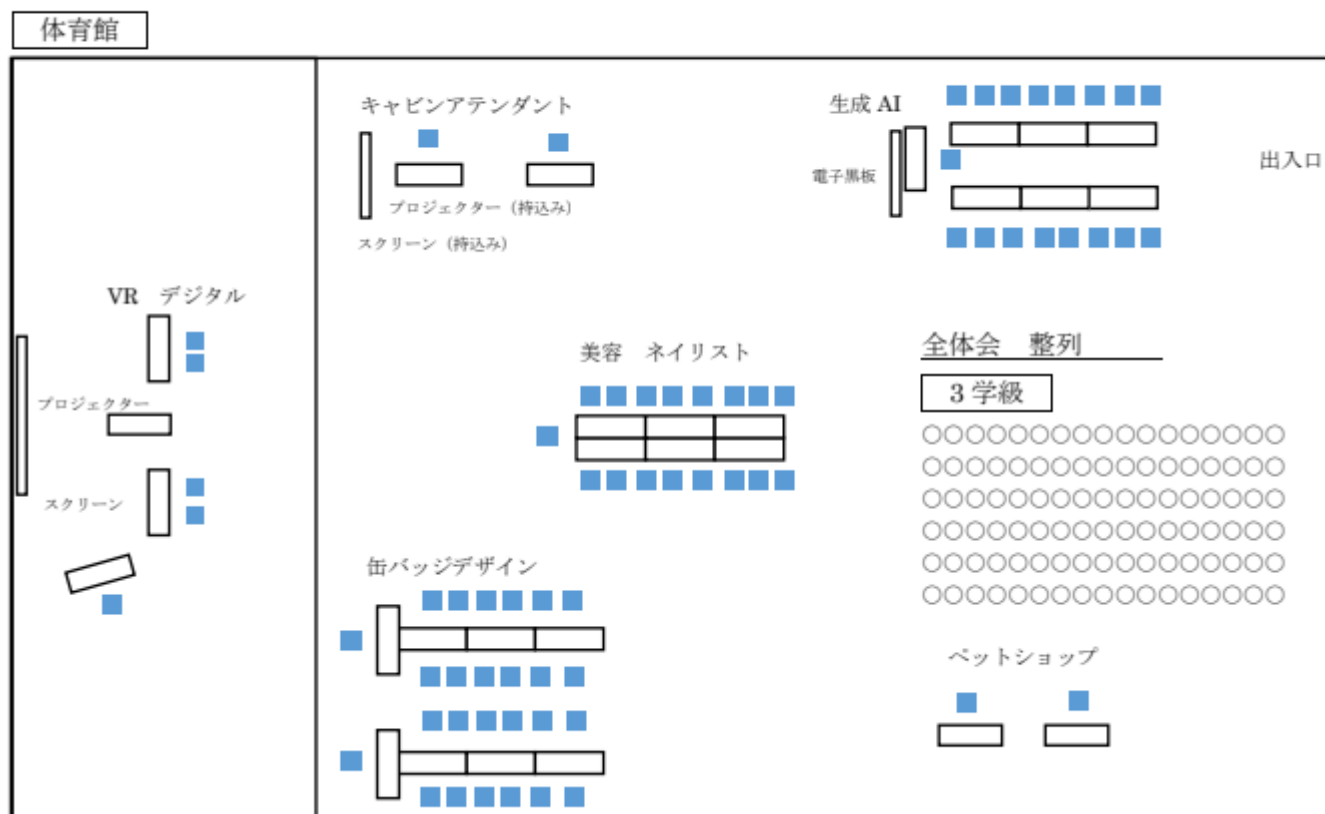 体育館
キャビンアテンダント
プロジェクター（持込み）
スクリーン（持込み）
生成 AI
電子黒板
出入口
VR　デジタル
プロジェクター
スクリーン
美容　ネイリスト
全体会　整列
3 学級
缶バッジデザイン
ペットショップ